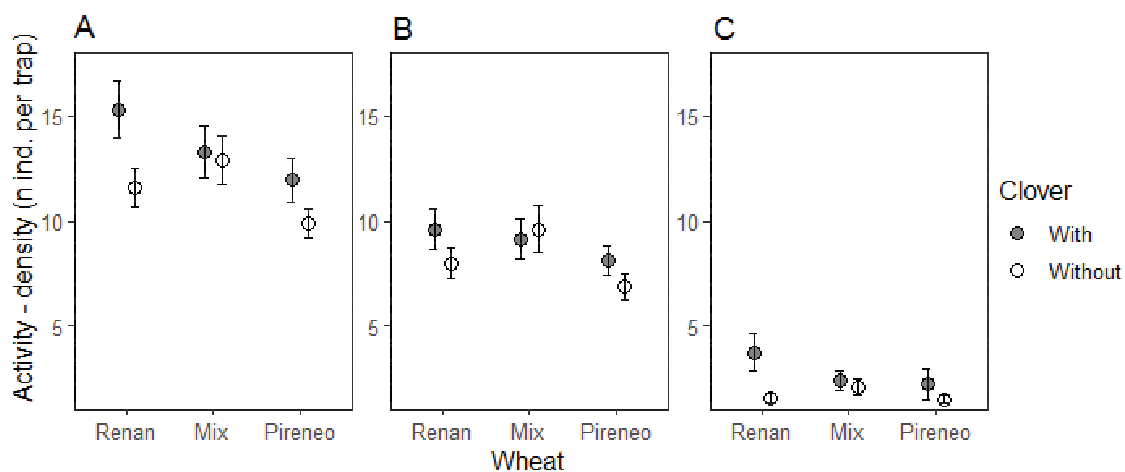 A B C
Activity - density (n ind. per trap)
15 15 15
10 10 10
5 5 5
Renan Mix Pireneo Renan Mix Pireneo Renan Mix Pireneo
Wheat
Clover
With
Without